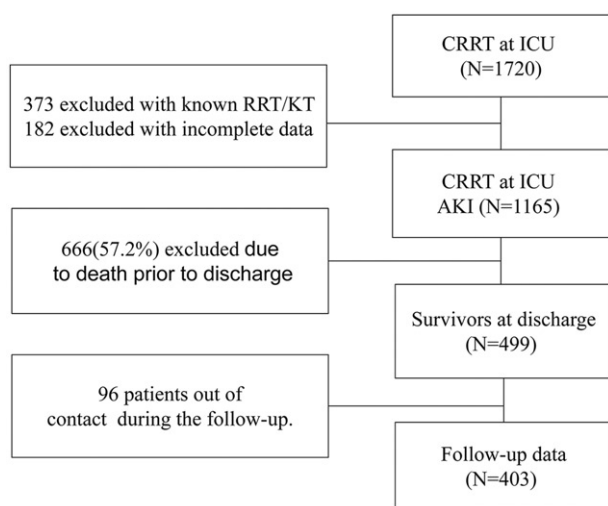 CRRT at ICU
(N=1720)
373 excluded with known RRT/KT
182 excluded with incomplete data
CRRT at ICU
AKI (N=1165)
666(57.2%) excluded due
to death prior to discharge
Survivors at discharge
(N=499)
96 patients out of
contact during the follow-up.
Follow-up data
(N=403)